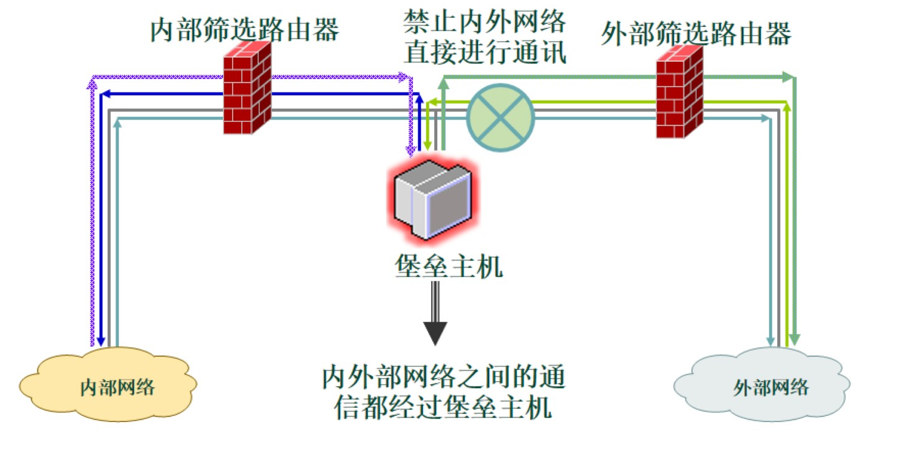 内部筛选路由器
禁止内外网络
直接进行通讯
外部筛选路由器
堡垒主机
内外部网络之间的通
信都经过堡垒主机
内部网络
外部网络